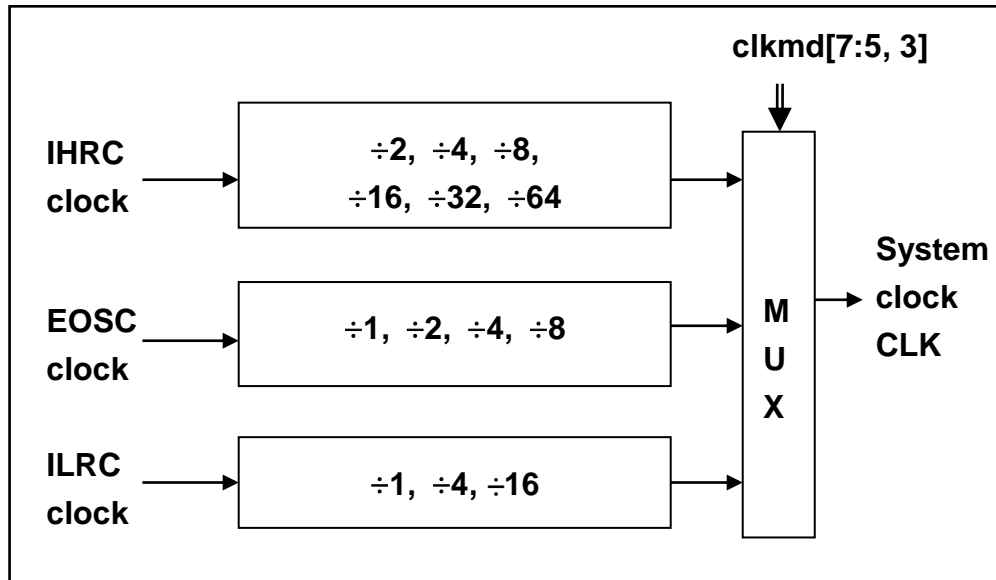 clkmd[7:5, 3]
IHRC
clock
÷2, ÷4, ÷8,
÷16, ÷32, ÷64
EOSC
clock
÷1, ÷2, ÷4, ÷8
ILRC
clock
÷1, ÷4, ÷16
M
U
X
System
clock
CLK